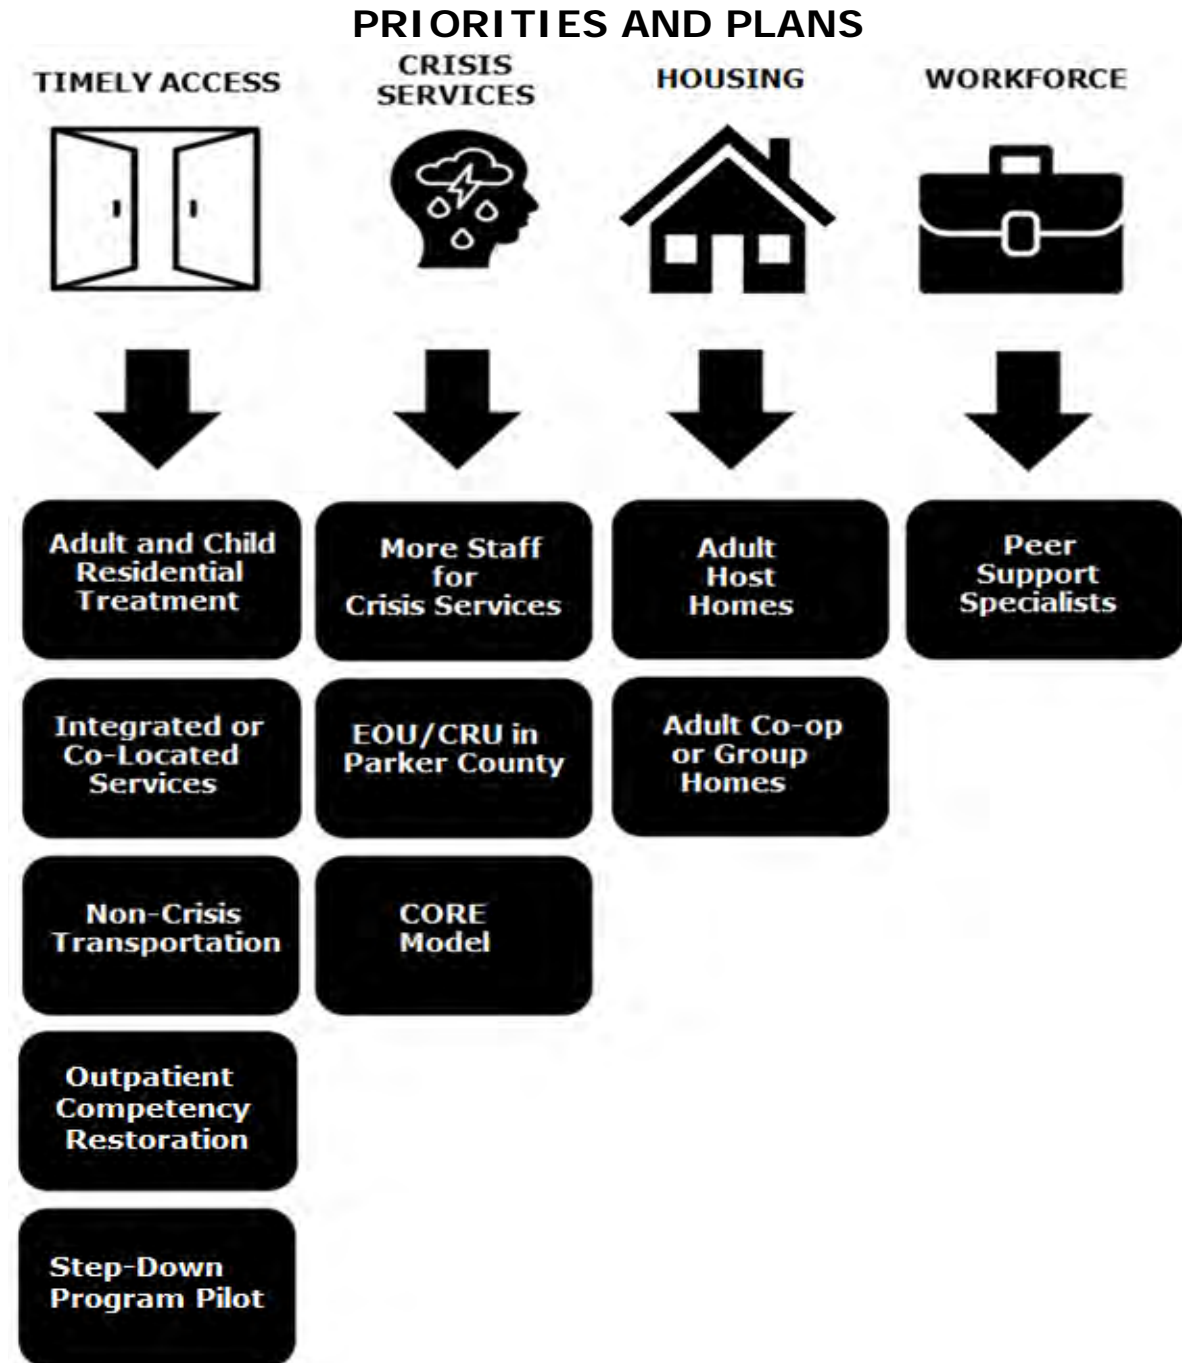 PRIORITIES AND PLANS
TIMELY ACCESS
CRISIS
SERVICES
HOUSING
WORKFORCE
Adult and Child
Residential
Treatment
More Staff
for
Crisis Services
Adult
Host
Homes
Peer
Support
Specialists
Integrated or
Co-Located
Services
EOU/CRU in
Parker County
Adult Co-op
or Group
Homes
Non-Crisis
Transportation
CORE
Model
Outpatient
Competency
Restoration
Step-Down
Program Pilot